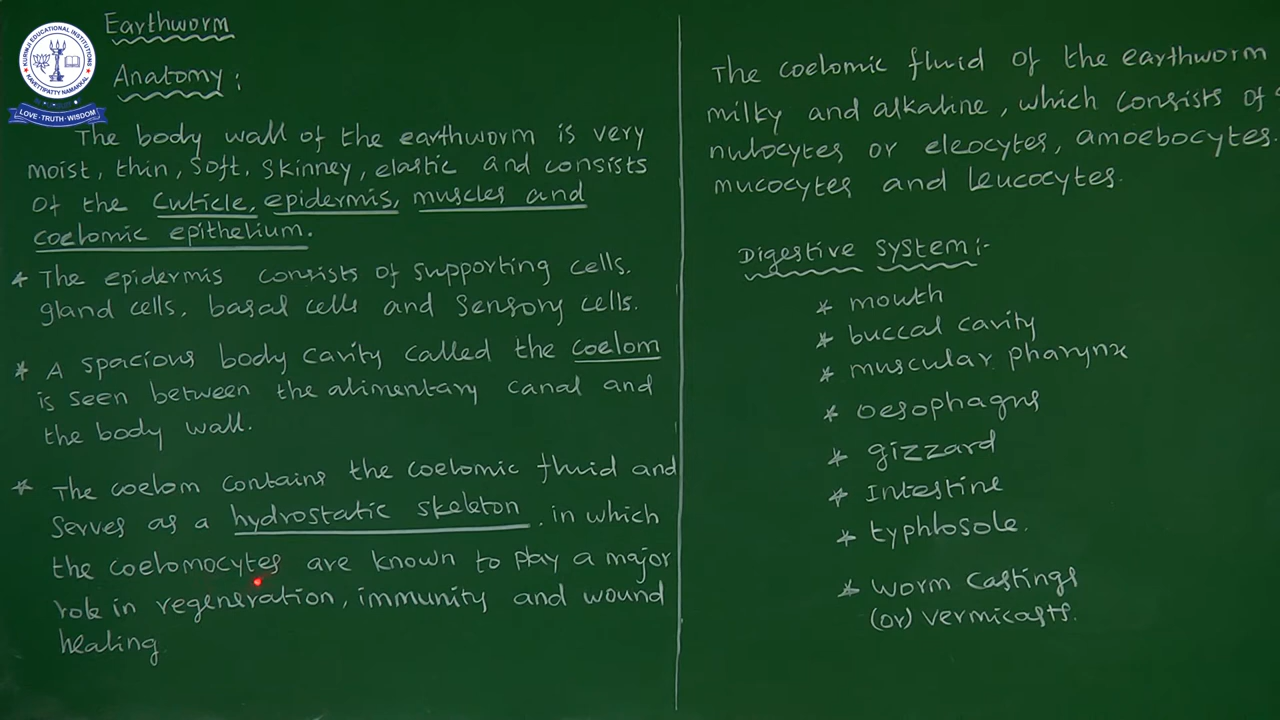 KURINJI EDUCATIONAL INSTITUTIONS
KAVETTIPATTY NAMAKKAL
LOVE-TRUTH-WISDOM
Earthworm
Anatomy :
The body wall of the earthworm is very
moist, thin, soft, skinney, elastic and consists
of the cuticle, epidermis, muscles and
coelomic epithelium.
* The epidermis consists of supporting cells,
gland cells, basal cells and sensory cells.
* A spacious body cavity called the coelom
is seen between the alimentary canal and
the body wall.
* The coelom contains the coelomic fluid and
serves as a hydrostatic skeleton, in which
the coelomocytes are known to play a major
role in regeneration, immunity and wound
healing.
The coelomic fluid of the earthworm
milky and alkaline, which consists of
nulocytes or eleocytes, amoebocytes.
mucocytes and leucocytes.
Digestive system :-
* mouth
* buccal cavity
* muscular pharynx
* oesophagus
* gizzard
* Intestine
* typhlosole.
* worm castings
(or) vermicasts.